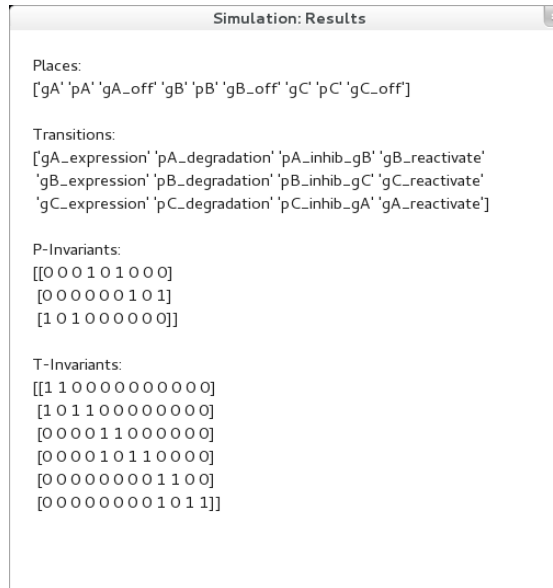 Simulation: Results
Places:
['gA' 'pA' 'gA_off' 'gB' 'pB' 'gB_off' 'gC' 'pC' 'gC_off']
Transitions:
['gA_expression' 'pA_degradation' 'pA_inhib_gB' 'gB_reactivate'
'gB_expression' 'pB_degradation' 'pB_inhib_gC' 'gC_reactivate'
'gC_expression' 'pC_degradation' 'pC_inhib_gA' 'gA_reactivate']
P-Invariants:
[[0 0 0 1 0 1 0 0 0]
[0 0 0 0 0 0 1 0 1]
[1 0 1 0 0 0 0 0 0]]
T-Invariants:
[[1 1 0 0 0 0 0 0 0 0 0 0]
[1 0 1 1 0 0 0 0 0 0 0 0]
[0 0 0 0 1 1 0 0 0 0 0 0]
[0 0 0 0 1 0 1 1 0 0 0 0]
[0 0 0 0 0 0 0 0 1 1 0 0]
[0 0 0 0 0 0 0 0 1 0 1 1]]